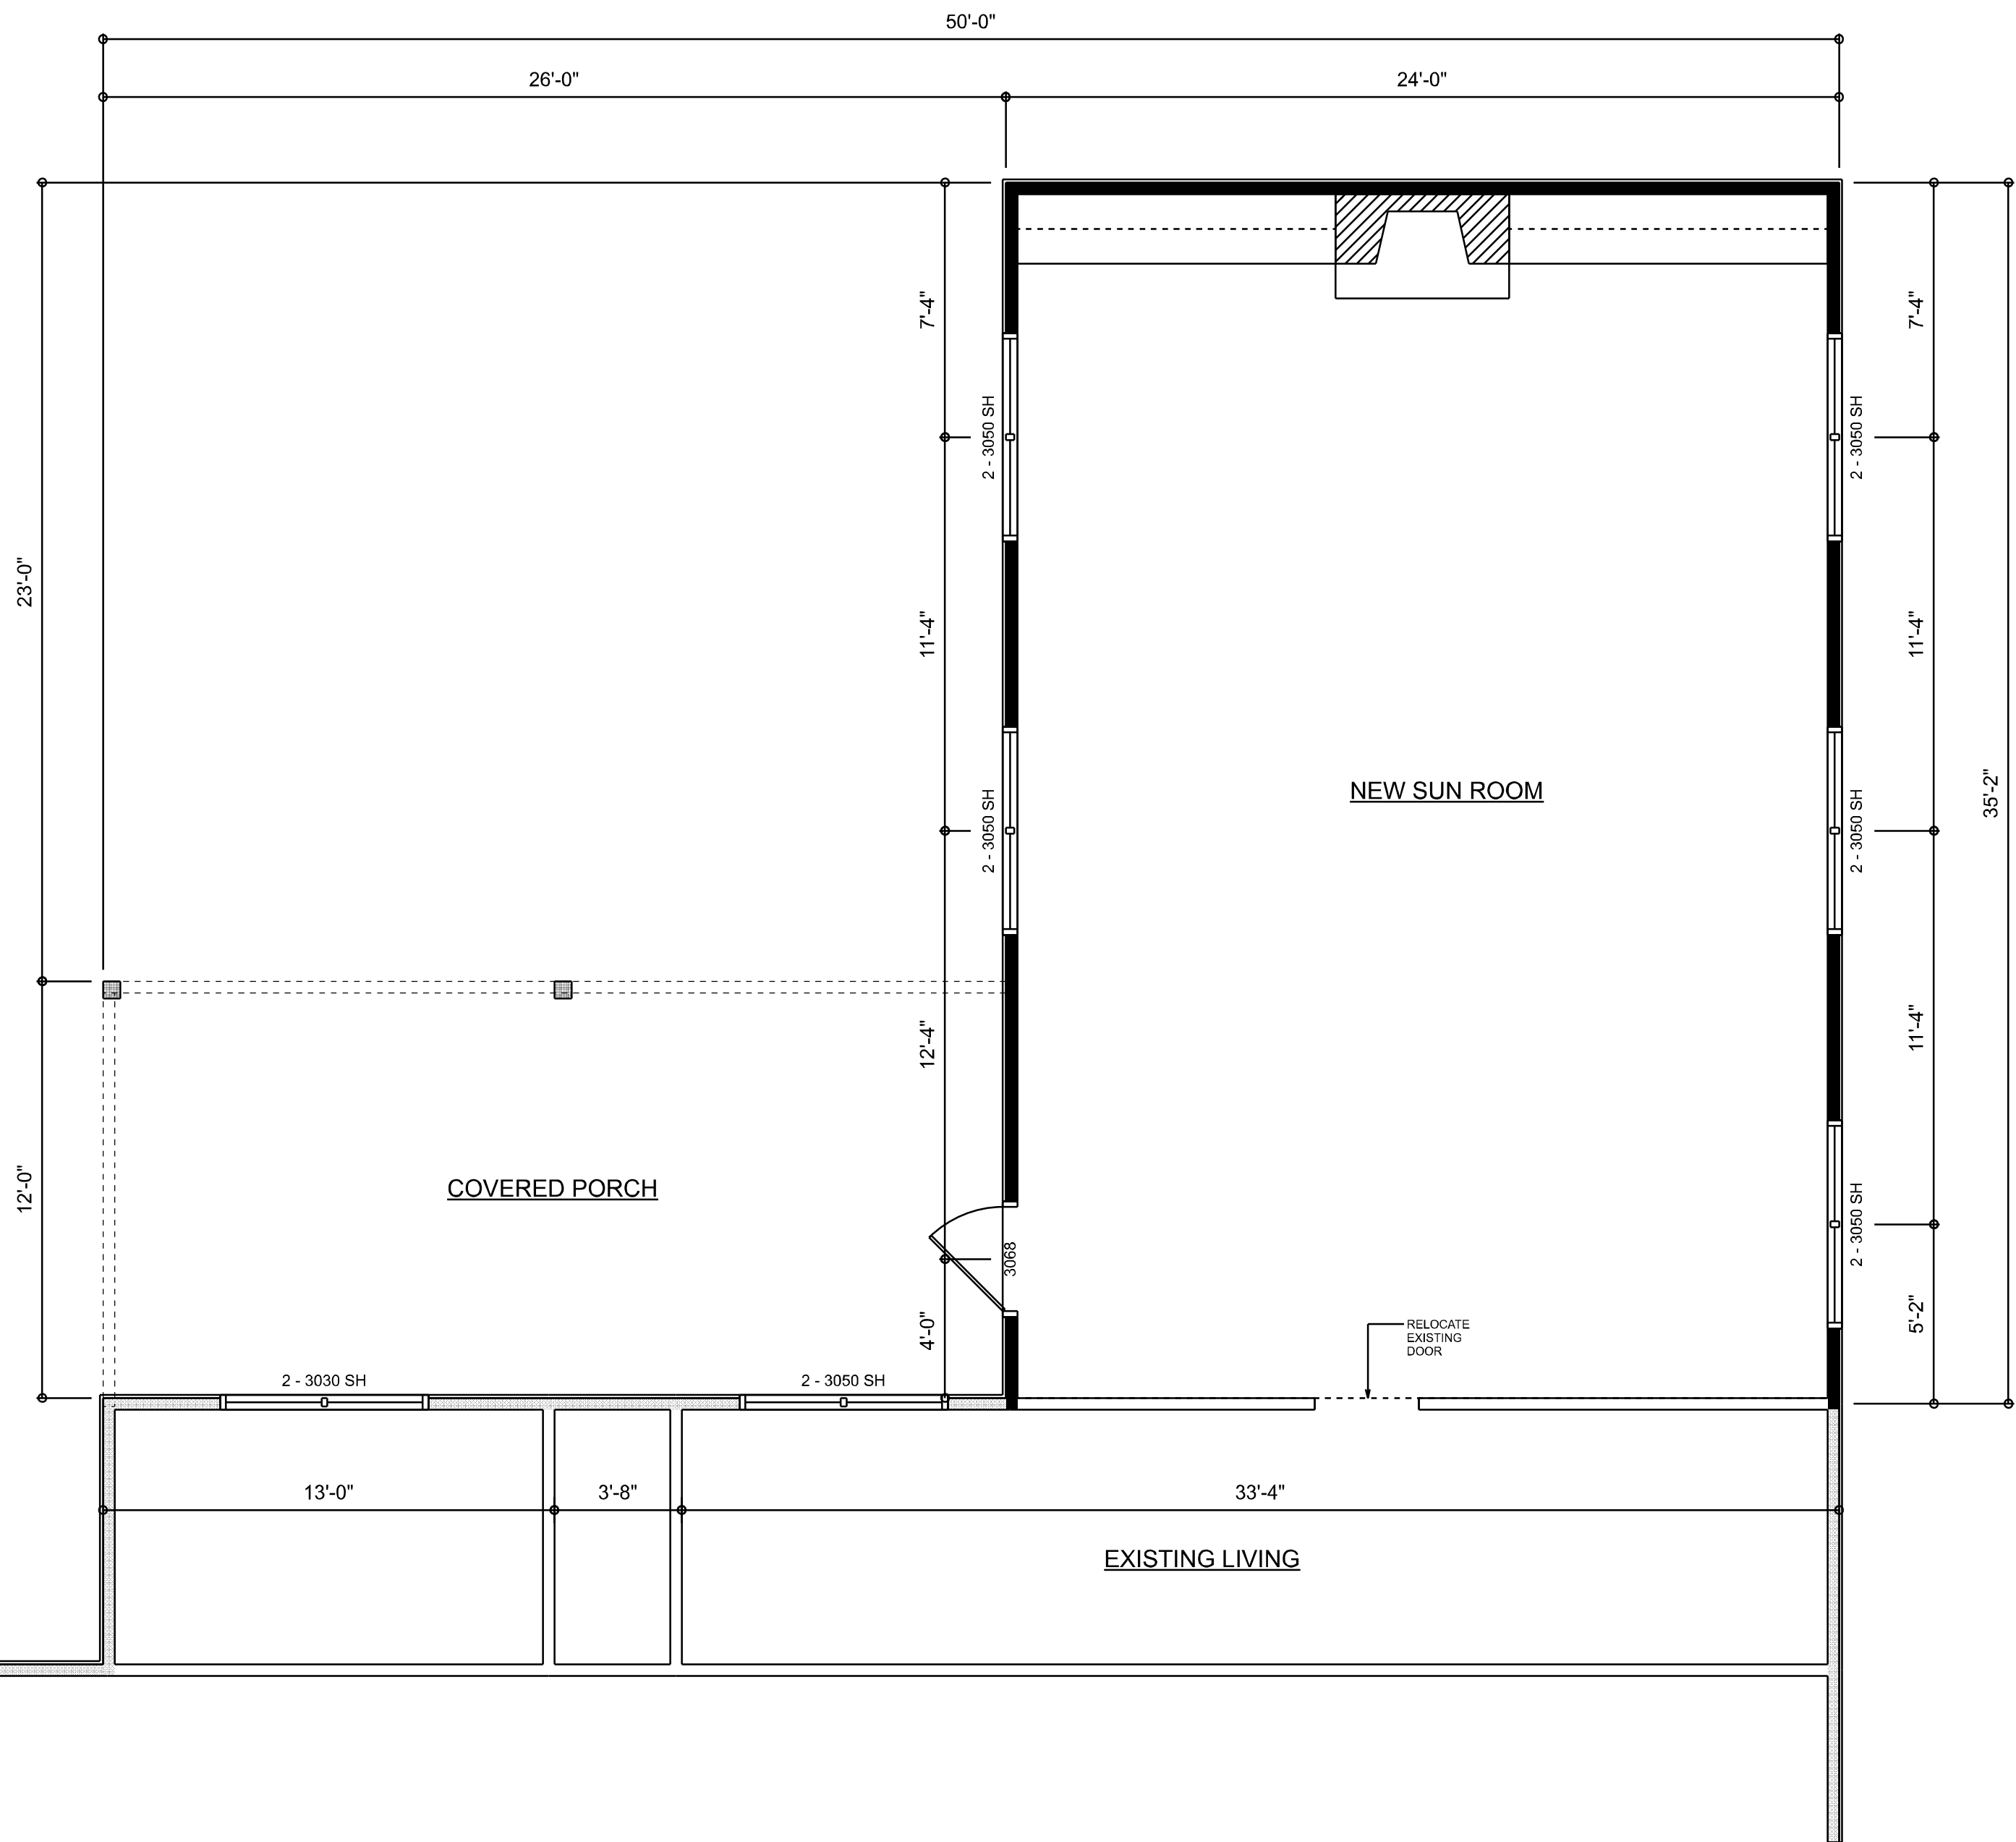 50'-0"
26'-0"
24'-0"
7'-4"
7'-4"
2 - 3050 SH
2 - 3050 SH
23'-0"
11'-4"
11'-4"
NEW SUN ROOM
35'-2"
2 - 3050 SH
2 - 3050 SH
12'-4"
11'-4"
12'-0"
COVERED PORCH
2 - 3050 SH
3068
4'-0"
5'-2"
RELOCATE
EXISTING
DOOR
2 - 3030 SH
2 - 3050 SH
13'-0"
3'-8"
33'-4"
EXISTING LIVING